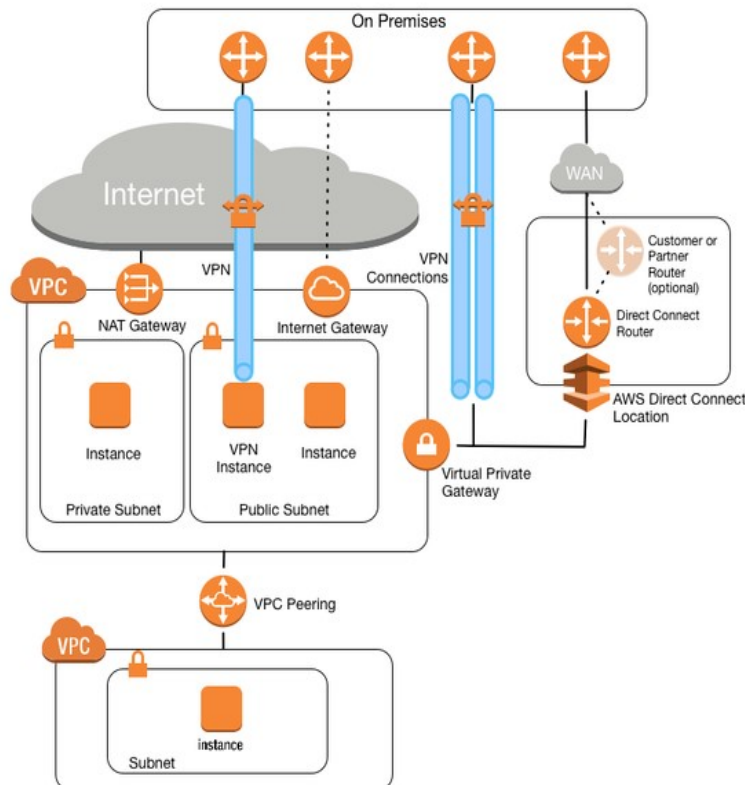 On Premises
Internet
WAN
VPN
VPN
Connections
Customer or
Partner
Router
(optional)
VPC
NAT Gateway
Internet Gateway
Direct Connect
Router
AWS Direct Connect
Location
Instance
VPN
Instance
Instance
Virtual Private
Gateway
Private Subnet
Public Subnet
VPC Peering
VPC
instance
Subnet